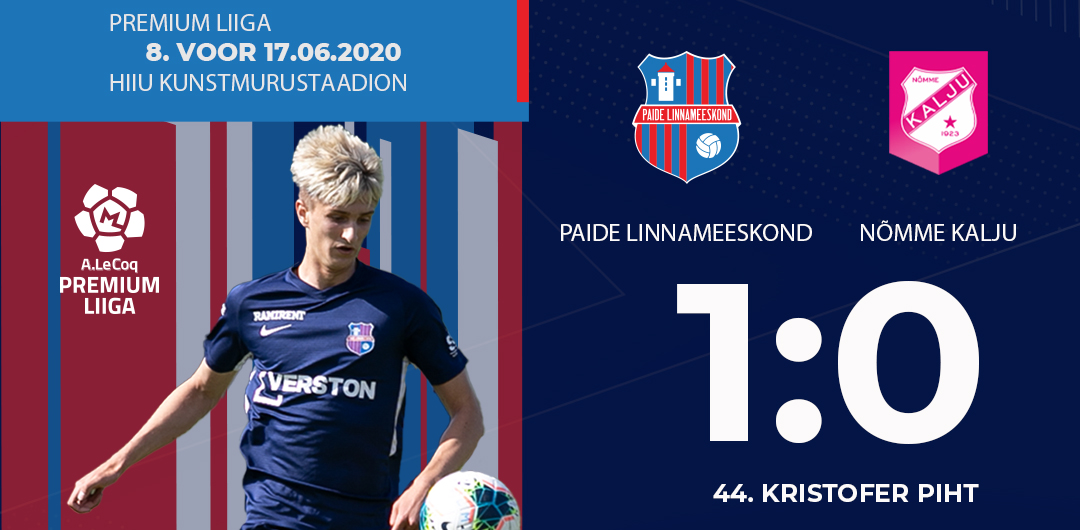 PREMIUM LIIGA
8. VOOR 17.06.2020
HIIU KUNSTMURUSTAADION
A.LeCoq
PREMIUM
LIIGA
RAMIRENT
VERSTON
PAIDE LINNAMEESKOND
NÕMME
KALJU
1923
PAIDE LINNAMEESKOND
NÕMME KALJU
1:0
44. KRISTOFER PIHT